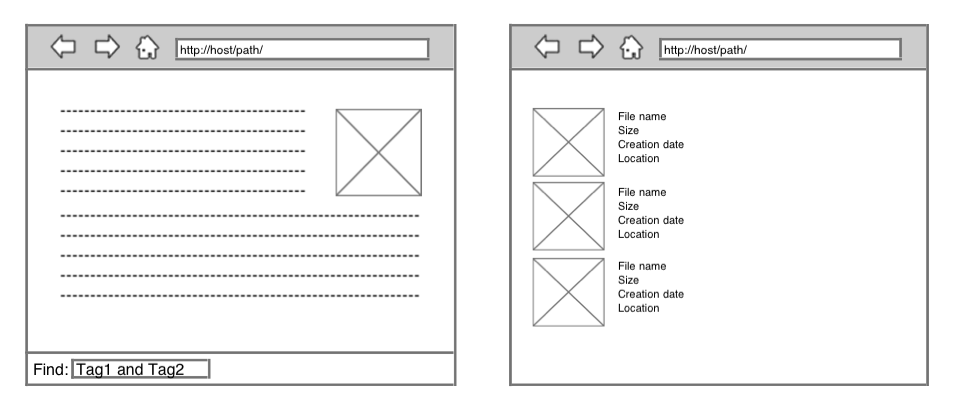 http://host/path/
Find: Tag1 and Tag2
http://host/path/
File name
Size
Creation date
Location
File name
Size
Creation date
Location
File name
Size
Creation date
Location